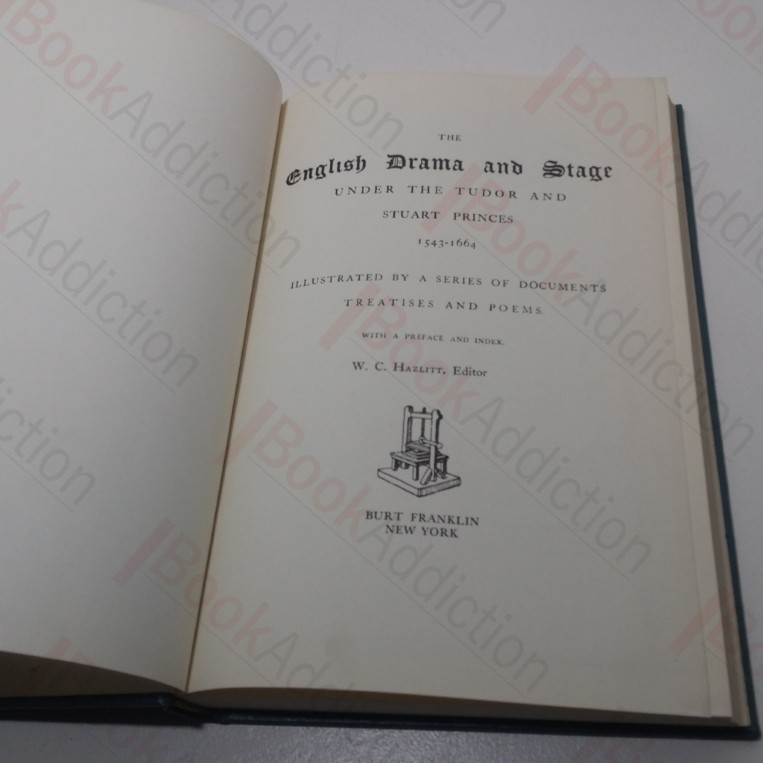 THE
English Drama and Stage
UNDER THE TUDOR AND
STUART PRINCES
1543-1664
ILLUSTRATED BY A SERIES OF DOCUMENTS
TREATISES AND POEMS
WITH A PREFACE AND INDEX.
W. C. HAZLITT, Editor
BURT FRANKLIN
NEW YORK
BookAddiction